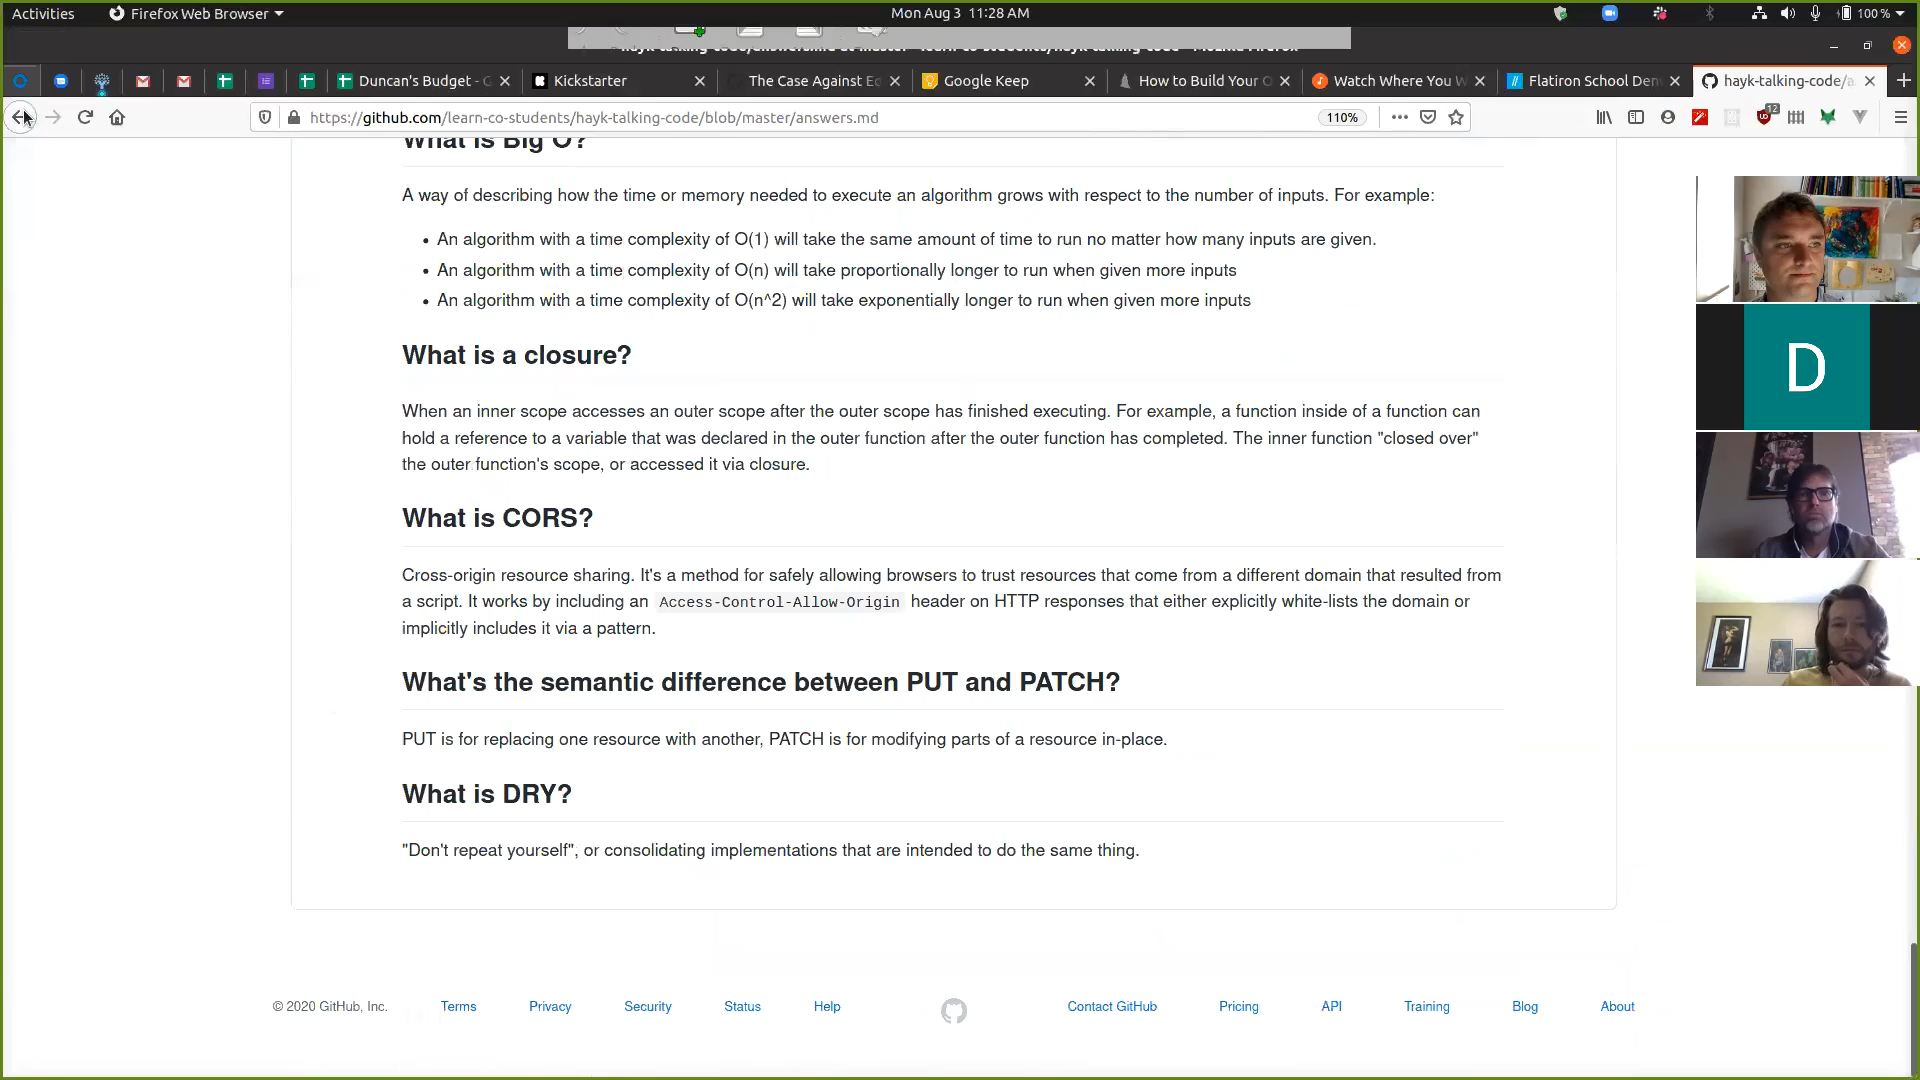 Activities Firefox Web Browser Mon Aug 3 11:28 AM 100 %
Duncan's Budget - G Kickstarter The Case Against Ed Google Keep How to Build Your O Watch Where You W Flatiron School Den hayk-talking-code/a
https://github.com/learn-co-students/hayk-talking-code/blob/master/answers.md 110% 12
What is Big O?
A way of describing how the time or memory needed to execute an algorithm grows with respect to the number of inputs. For example:
• An algorithm with a time complexity of O(1) will take the same amount of time to run no matter how many inputs are given.
• An algorithm with a time complexity of O(n) will take proportionally longer to run when given more inputs
• An algorithm with a time complexity of O(n^2) will take exponentially longer to run when given more inputs
What is a closure?
When an inner scope accesses an outer scope after the outer scope has finished executing. For example, a function inside of a function can
hold a reference to a variable that was declared in the outer function after the outer function has completed. The inner function "closed over"
the outer function's scope, or accessed it via closure.
What is CORS?
Cross-origin resource sharing. It's a method for safely allowing browsers to trust resources that come from a different domain that resulted from
a script. It works by including an Access-Control-Allow-Origin header on HTTP responses that either explicitly white-lists the domain or
implicitly includes it via a pattern.
What's the semantic difference between PUT and PATCH?
PUT is for replacing one resource with another, PATCH is for modifying parts of a resource in-place.
What is DRY?
"Don't repeat yourself", or consolidating implementations that are intended to do the same thing.
© 2020 GitHub, Inc. Terms Privacy Security Status Help Contact GitHub Pricing API Training Blog About
D